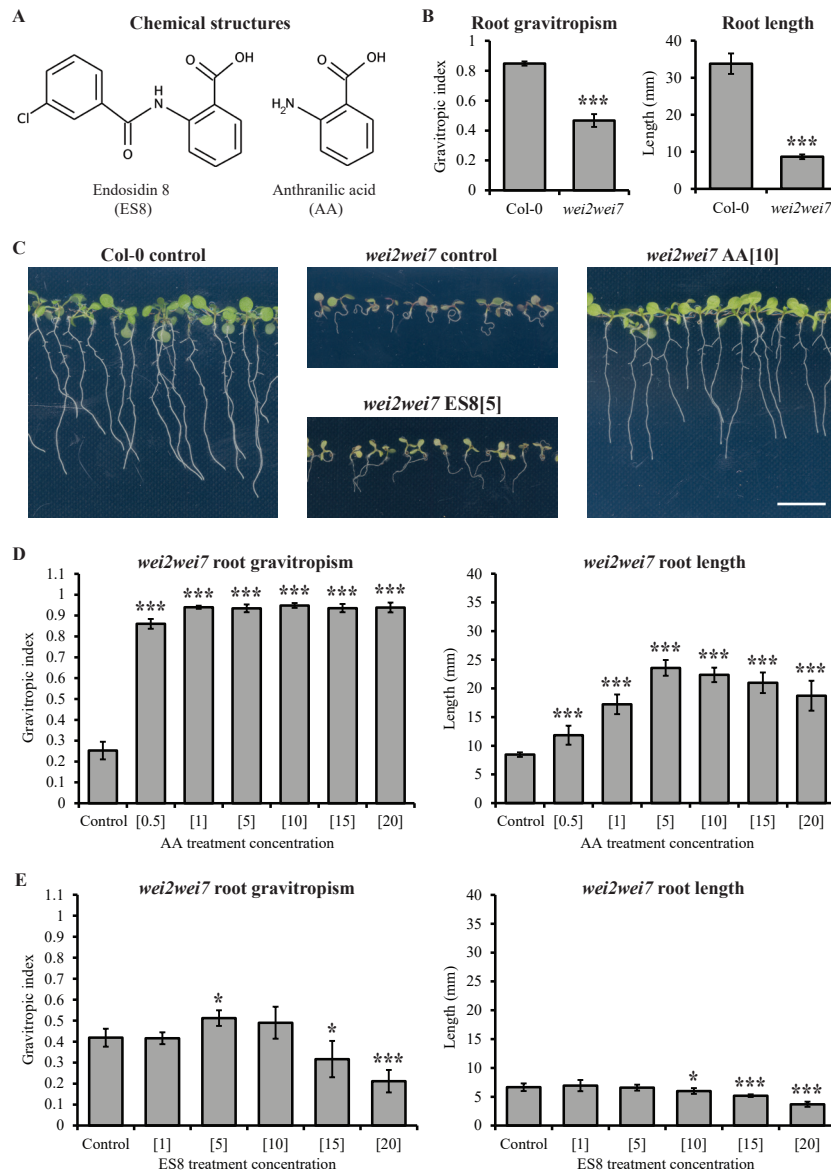 A
Chemical structures
O
OH
H
N
Cl
O
Endosidin 8
(ES8)
O
OH
H2N
Anthranilic acid
(AA)
B
Root gravitropism
Gravitropic index
1
0.8
0.6
0.4
0.2
0
***
Col-0
wei2wei7
Root length
Length (mm)
40
30
20
10
0
***
Col-0
wei2wei7
C
Col-0 control
wei2wei7 control
wei2wei7 AA[10]
wei2wei7 ES8[5]
D
wei2wei7 root gravitropism
Gravitropic index
1.1
1
0.9
0.8
0.7
0.6
0.5
0.4
0.3
0.2
0.1
0
*** *** *** *** *** ***
Control [0.5] [1] [5] [10] [15] [20]
AA treatment concentration
wei2wei7 root length
Length (mm)
40
35
30
25
20
15
10
5
0
*** *** *** *** *** ***
Control [0.5] [1] [5] [10] [15] [20]
AA treatment concentration
E
wei2wei7 root gravitropism
Gravitropic index
1.1
1
0.9
0.8
0.7
0.6
0.5
0.4
0.3
0.2
0.1
0
* * ***
Control [1] [5] [10] [15] [20]
ES8 treatment concentration
wei2wei7 root length
Length (mm)
40
35
30
25
20
15
10
5
0
* *** ***
Control [1] [5] [10] [15] [20]
ES8 treatment concentration